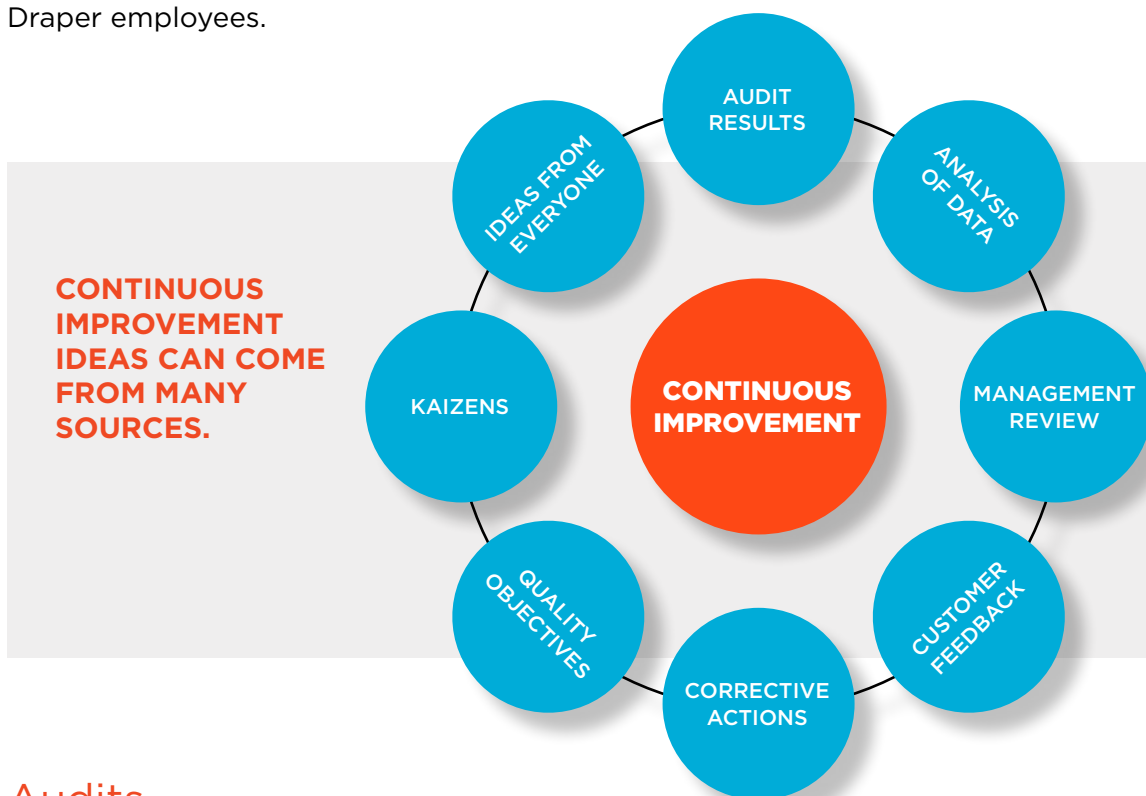 Draper employees.
AUDIT
RESULTS
IDEAS FROM
EVERYONE
ANALYSIS
OF DATA
CONTINUOUS
IMPROVEMENT
IDEAS CAN COME
FROM MANY
SOURCES.
KAIZENS
CONTINUOUS
IMPROVEMENT
MANAGEMENT
REVIEW
QUALITY
OBJECTIVES
CUSTOMER
FEEDBACK
CORRECTIVE
ACTIONS
Audits